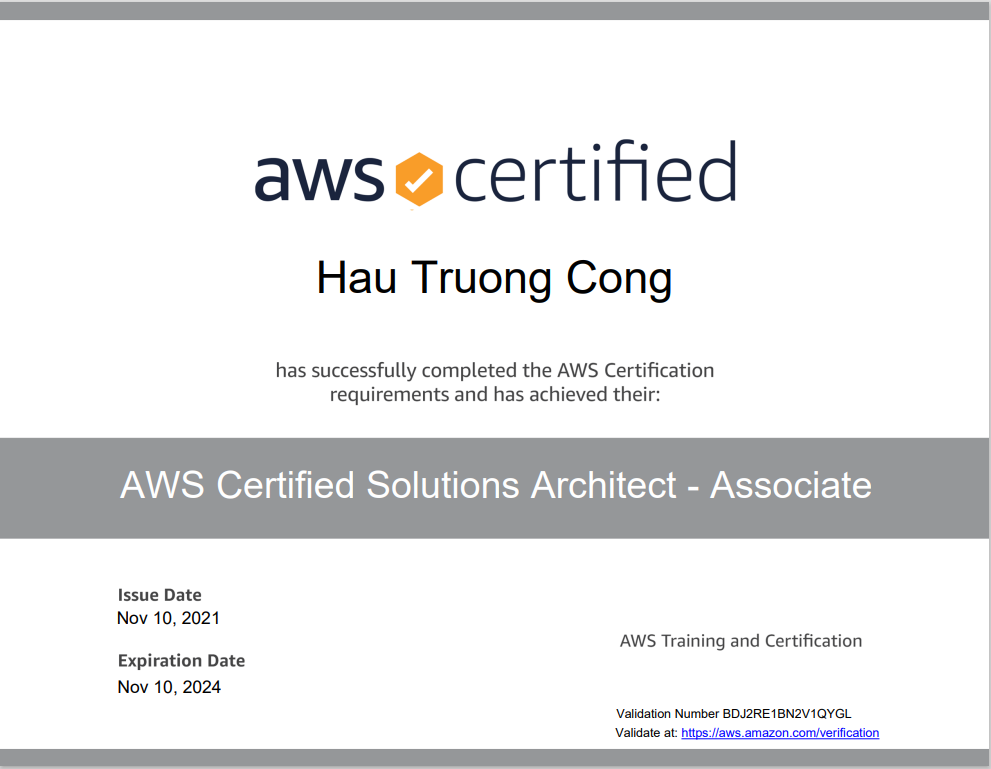 aws certified
Hau Truong Cong
has successfully completed the AWS Certification
requirements and has achieved their:
AWS Certified Solutions Architect - Associate
Issue Date
Nov 10, 2021
Expiration Date
Nov 10, 2024
AWS Training and Certification
Validation Number BDJ2RE1BN2V1QYGL
Validate at: https://aws.amazon.com/verification